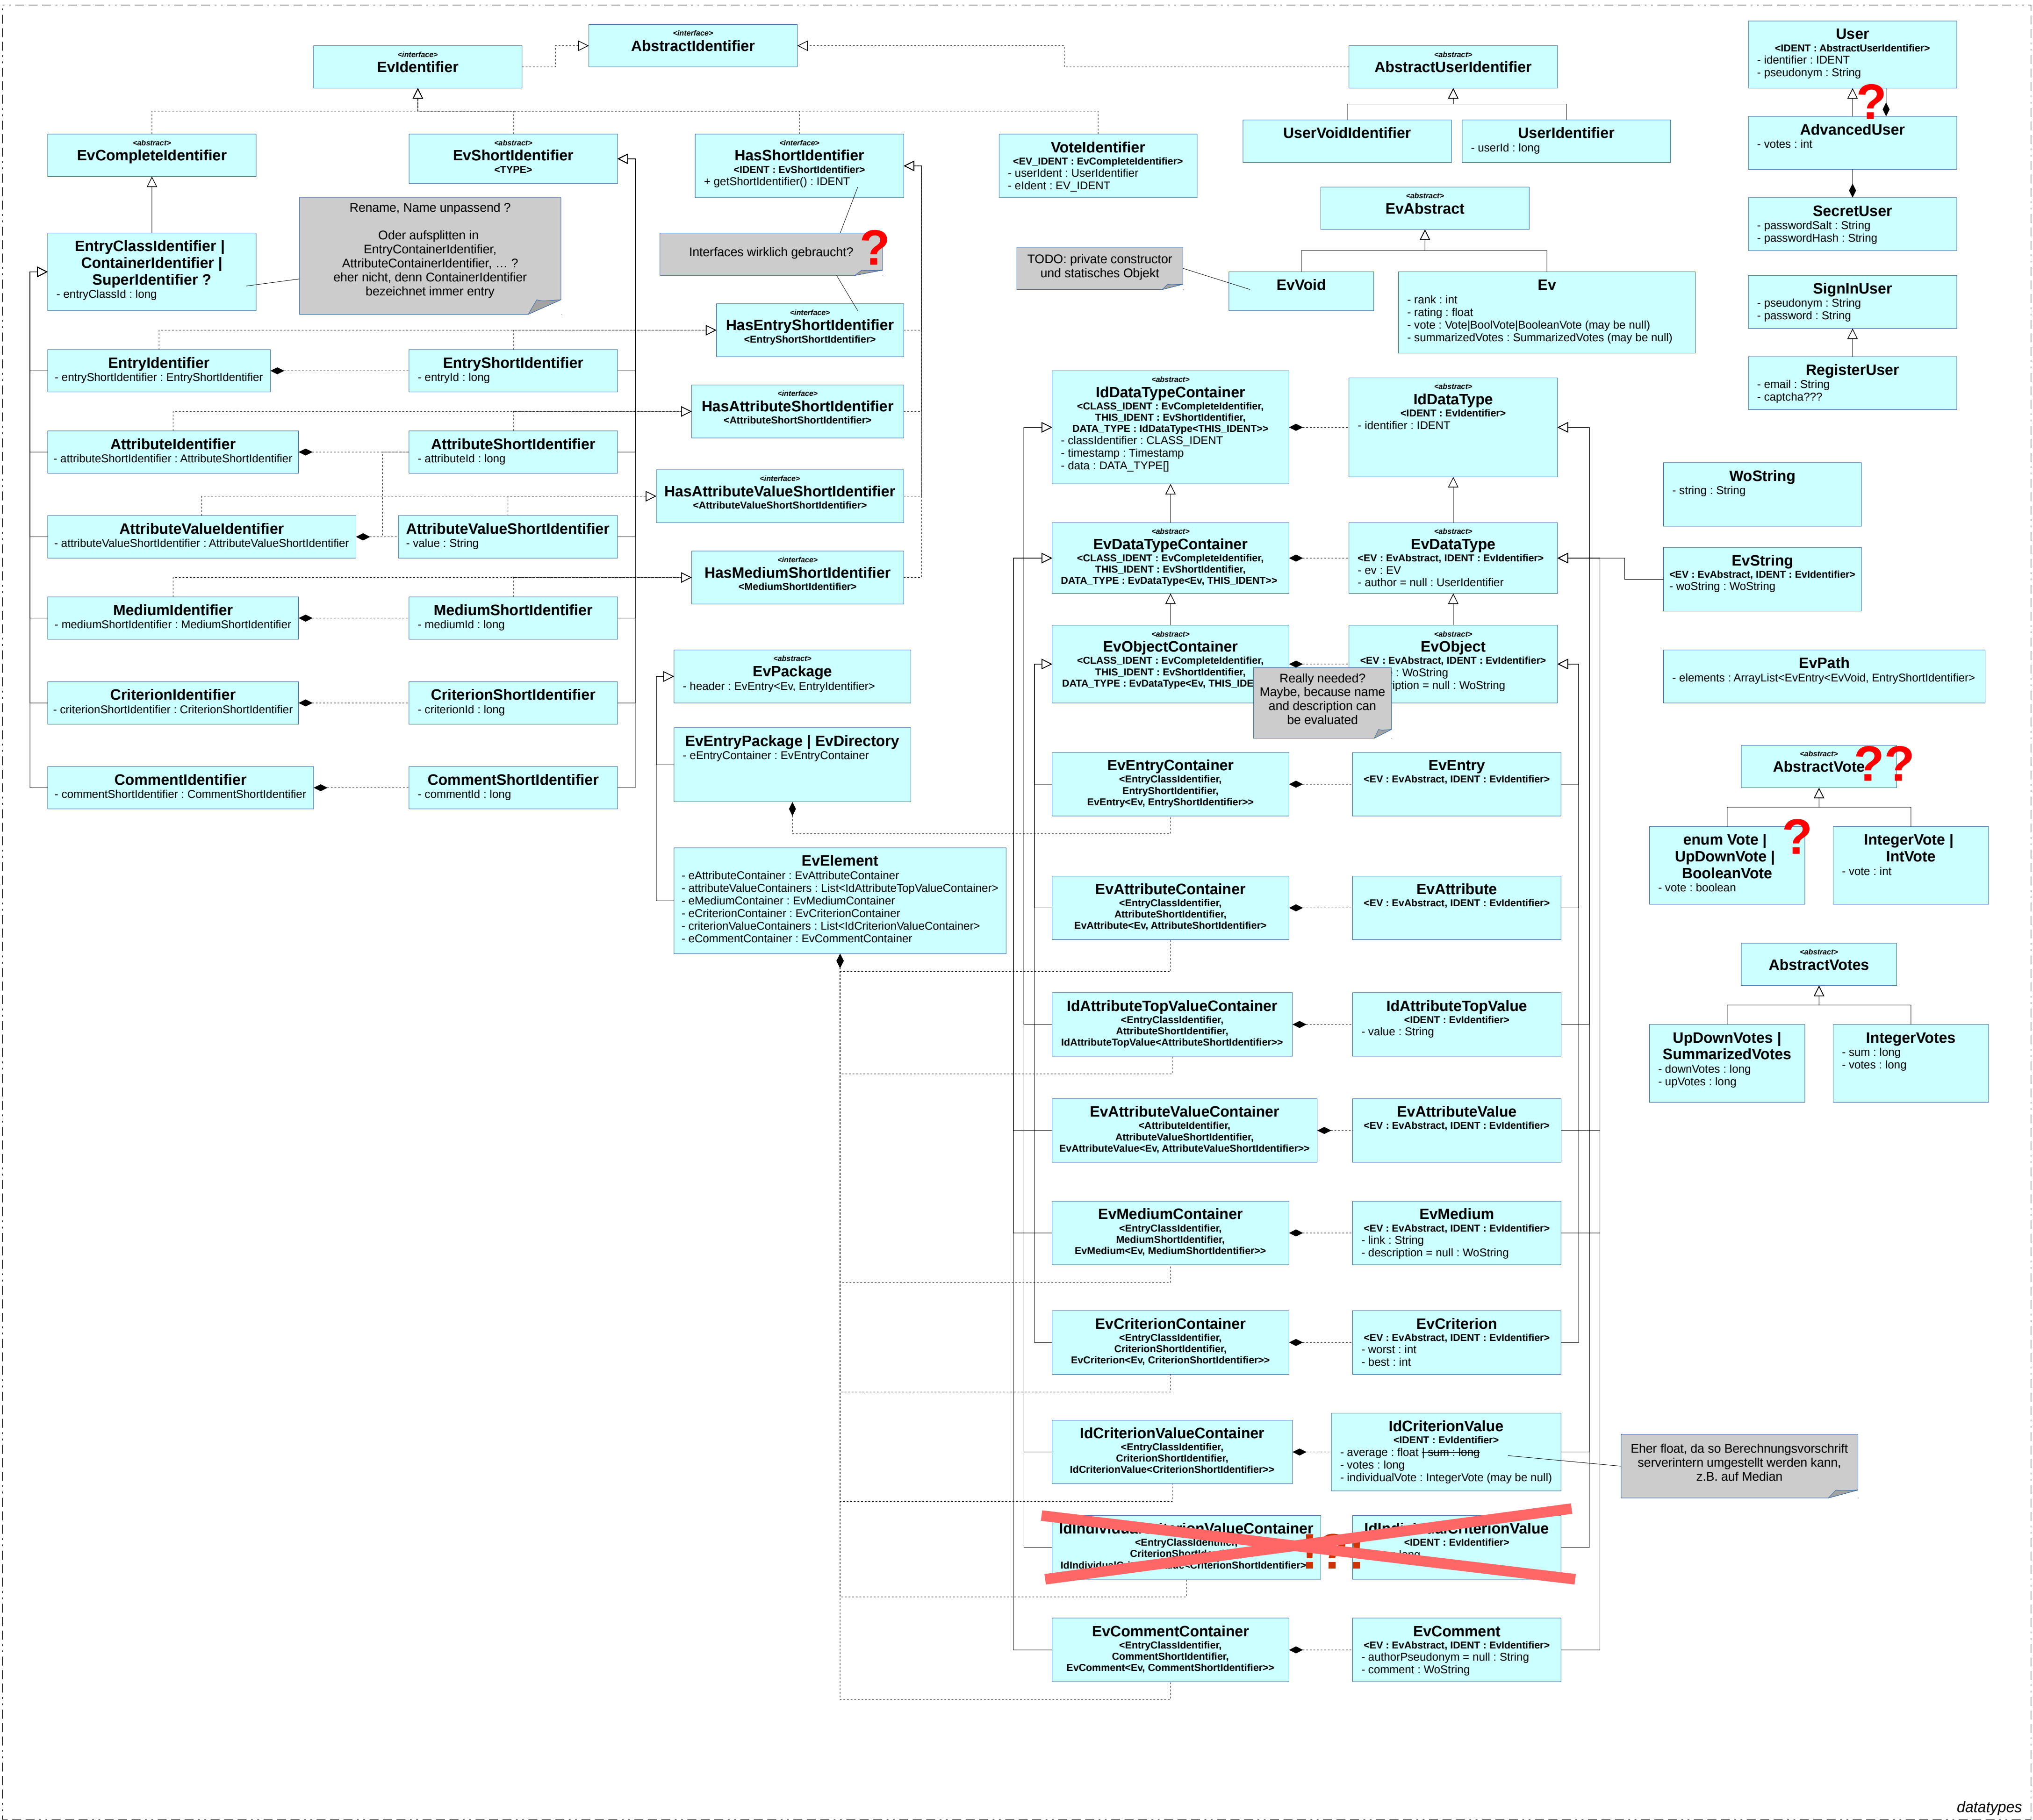 <interface>
AbstractIdentifier
<interface>
EvIdentifier
<abstract>
AbstractUserIdentifier
User
<IDENT : AbstractUserIdentifier>
- identifier : IDENT
- pseudonym : String
?
<abstract>
EvCompleteIdentifier
<abstract>
EvShortIdentifier
<TYPE>
<interface>
HasShortIdentifier
<IDENT : EvShortIdentifier>
+ getShortIdentifier() : IDENT
VoteIdentifier
<EV_IDENT : EvCompleteIdentifier>
- userIdent : UserIdentifier
- eIdent : EV_IDENT
UserVoidIdentifier
UserIdentifier
- userId : long
AdvancedUser
- votes : int
Rename, Name unpassend ?
Oder aufsplitten in
EntryContainerIdentifier,
AttributeContainerIdentifier, … ?
eher nicht, denn ContainerIdentifier
bezeichnet immer entry
EntryClassIdentifier |
ContainerIdentifier |
SuperIdentifier ?
- entryClassId : long
Interfaces wirklich gebraucht?
?
<abstract>
EvAbstract
SecretUser
- passwordSalt : String
- passwordHash : String
TODO: private constructor
und statisches Objekt
EvVoid
Ev
- rank : int
- rating : float
- vote : Vote|BoolVote|BooleanVote (may be null)
- summarizedVotes : SummarizedVotes (may be null)
SignInUser
- pseudonym : String
- password : String
RegisterUser
- email : String
- captcha???
<interface>
HasEntryShortIdentifier
<EntryShortShortIdentifier>
EntryIdentifier
- entryShortIdentifier : EntryShortIdentifier
EntryShortIdentifier
- entryId : long
<interface>
HasAttributeShortIdentifier
<AttributeShortShortIdentifier>
AttributeIdentifier
- attributeShortIdentifier : AttributeShortIdentifier
AttributeShortIdentifier
- attributeId : long
<interface>
HasAttributeValueShortIdentifier
<AttributeValueShortShortIdentifier>
AttributeValueIdentifier
- attributeValueShortIdentifier : AttributeValueShortIdentifier
AttributeValueShortIdentifier
- value : String
<interface>
HasMediumShortIdentifier
<MediumShortIdentifier>
MediumIdentifier
- mediumShortIdentifier : MediumShortIdentifier
MediumShortIdentifier
- mediumId : long
CriterionIdentifier
- criterionShortIdentifier : CriterionShortIdentifier
CriterionShortIdentifier
- criterionId : long
CommentIdentifier
- commentShortIdentifier : CommentShortIdentifier
CommentShortIdentifier
- commentId : long
<abstract>
IdDataTypeContainer
<CLASS_IDENT : EvCompleteIdentifier,
THIS_IDENT : EvShortIdentifier,
DATA_TYPE : IdDataType<THIS_IDENT>>
- classIdentifier : CLASS_IDENT
- timestamp : Timestamp
- data : DATA_TYPE[]
<abstract>
IdDataType
<IDENT : EvIdentifier>
- identifier : IDENT
WoString
- string : String
<abstract>
EvDataTypeContainer
<CLASS_IDENT : EvCompleteIdentifier,
THIS_IDENT : EvShortIdentifier,
DATA_TYPE : EvDataType<Ev, THIS_IDENT>>
<abstract>
EvDataType
<EV : EvAbstract, IDENT : EvIdentifier>
- ev : EV
- author = null : UserIdentifier
EvString
<EV : EvAbstract, IDENT : EvIdentifier>
- woString : WoString
<abstract>
EvObjectContainer
<CLASS_IDENT : EvCompleteIdentifier,
THIS_IDENT : EvShortIdentifier,
DATA_TYPE : EvDataType<Ev, THIS_IDE
<abstract>
EvObject
<EV : EvAbstract, IDENT : EvIdentifier>
: WoString
= null : WoString
Really needed?
Maybe, because name
and description can
be evaluated
EvPath
- elements : ArrayList<EvEntry<EvVoid, EntryShortIdentifier>
<abstract>
EvPackage
- header : EvEntry<Ev, EntryIdentifier>
EvEntryPackage | EvDirectory
- eEntryContainer : EvEntryContainer
EvElement
- eAttributeContainer : EvAttributeContainer
- attributeValueContainers : List<IdAttributeTopValueContainer>
- eMediumContainer : EvMediumContainer
- eCriterionContainer : EvCriterionContainer
- criterionValueContainers : List<IdCriterionValueContainer>
- eCommentContainer : EvCommentContainer
EvEntryContainer
<EntryClassIdentifier,
EntryShortIdentifier,
EvEntry<Ev, EntryShortIdentifier>>
EvEntry
<EV : EvAbstract, IDENT : EvIdentifier>
<abstract>
AbstractVote
??
enum Vote |
UpDownVote |
BooleanVote
- vote : boolean
?
IntegerVote |
IntVote
- vote : int
EvAttributeContainer
<EntryClassIdentifier,
AttributeShortIdentifier,
EvAttribute<Ev, AttributeShortIdentifier>
EvAttribute
<EV : EvAbstract, IDENT : EvIdentifier>
<abstract>
AbstractVotes
UpDownVotes |
SummarizedVotes
- downVotes : long
- upVotes : long
IntegerVotes
- sum : long
- votes : long
IdAttributeTopValueContainer
<EntryClassIdentifier,
AttributeShortIdentifier,
IdAttributeTopValue<AttributeShortIdentifier>>
IdAttributeTopValue
<IDENT : EvIdentifier>
- value : String
EvAttributeValueContainer
<AttributeIdentifier,
AttributeValueShortIdentifier,
EvAttributeValue<Ev, AttributeValueShortIdentifier>>
EvAttributeValue
<EV : EvAbstract, IDENT : EvIdentifier>
EvMediumContainer
<EntryClassIdentifier,
MediumShortIdentifier,
EvMedium<Ev, MediumShortIdentifier>>
EvMedium
<EV : EvAbstract, IDENT : EvIdentifier>
- link : String
- description = null : WoString
EvCriterionContainer
<EntryClassIdentifier,
CriterionShortIdentifier,
EvCriterion<Ev, CriterionShortIdentifier>>
EvCriterion
<EV : EvAbstract, IDENT : EvIdentifier>
- worst : int
- best : int
IdCriterionValueContainer
<EntryClassIdentifier,
CriterionShortIdentifier,
IdCriterionValue<CriterionShortIdentifier>>
IdCriterionValue
<IDENT : EvIdentifier>
- average : float | sum : long
- votes : long
- individualVote : IntegerVote (may be null)
Eher float, da so Berechnungsvorschrift
serverintern umgestellt werden kann,
z.B. auf Median
IdIndividualCriterionValueContainer
<EntryClassIdentifier,
IdIndividualCriterionValue
<IDENT : EvIdentifier>
long
!?!
EvCommentContainer
<EntryClassIdentifier,
CommentShortIdentifier,
EvComment<Ev, CommentShortIdentifier>>
EvComment
<EV : EvAbstract, IDENT : EvIdentifier>
- authorPseudonym = null : String
- comment : WoString
datatypes